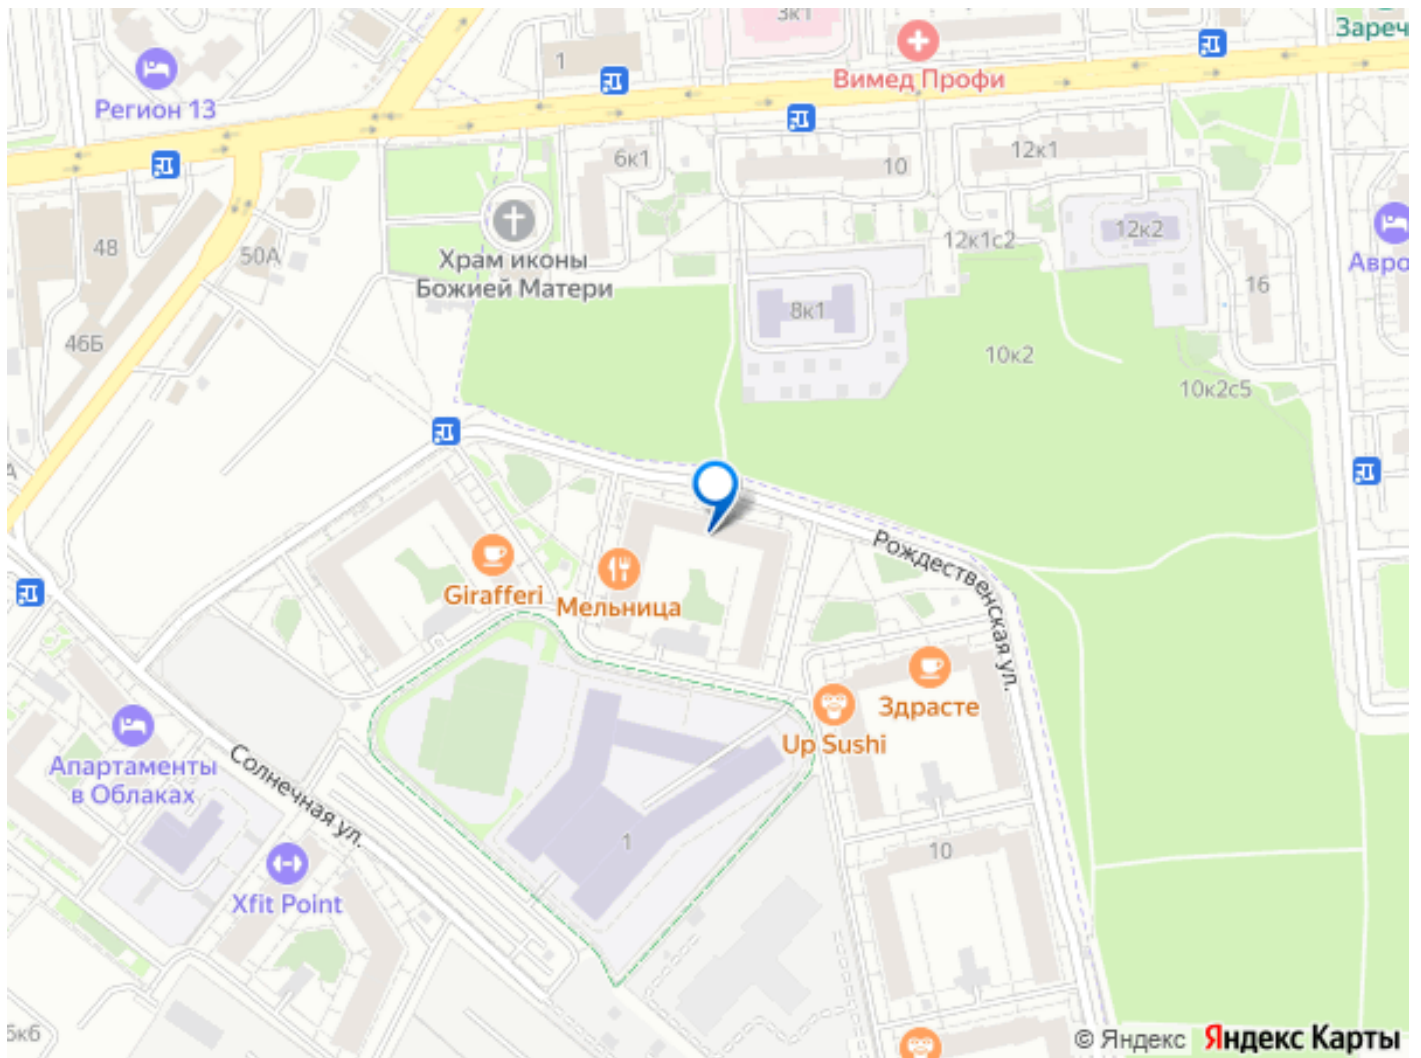 3к1
Зареч
1
Вимед Профи
Регион 13
6к1
10
12к1
48
50А
Храм иконы
Божией Матери
12к1с2
12к2
Авро
16
8к1
46Б
10к2
10к2с5
А
Рождественская ул.
Girafferi
Мельница
Здрасте
Up Sushi
Апартаменты
в Облаках
Солнечная ул.
1
10
Xfit Point
5к6
© Яндекс Яндекс Карты